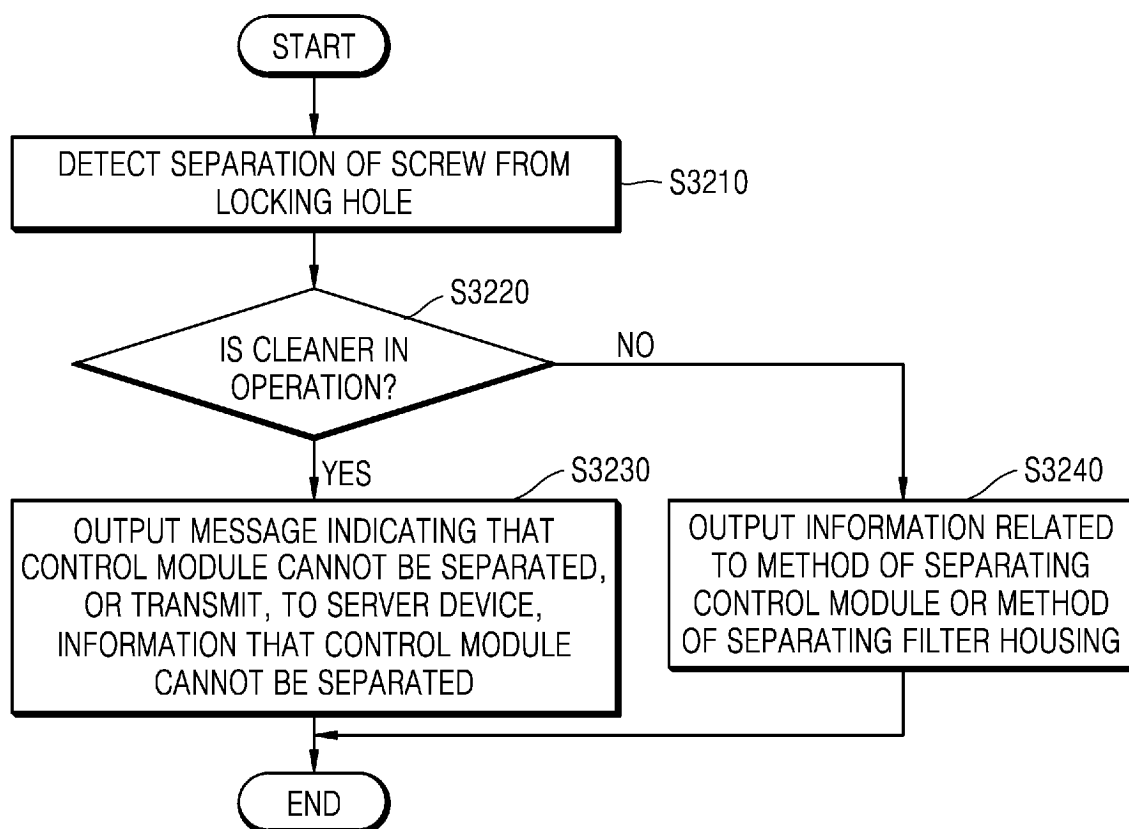 START
DETECT SEPARATION OF SCREW FROM
LOCKING HOLE
S3210
S3220
IS CLEANER IN
OPERATION?
NO
YES
S3230
OUTPUT MESSAGE INDICATING THAT
CONTROL MODULE CANNOT BE SEPARATED,
OR TRANSMIT, TO SERVER DEVICE,
INFORMATION THAT CONTROL MODULE
CANNOT BE SEPARATED
S3240
OUTPUT INFORMATION RELATED
TO METHOD OF SEPARATING
CONTROL MODULE OR METHOD
OF SEPARATING FILTER HOUSING
END